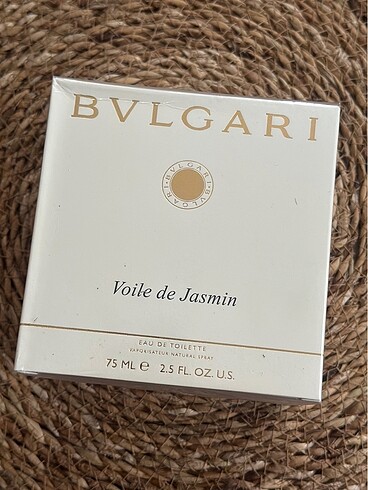 BVLGARI
BVLGARI · BVLGARI
Voile de Jasmin
EAU DE TOILETTE
VAPORISATEUR NATURAL SPRAY
75 ML e 2.5 FL. OZ. U.S.